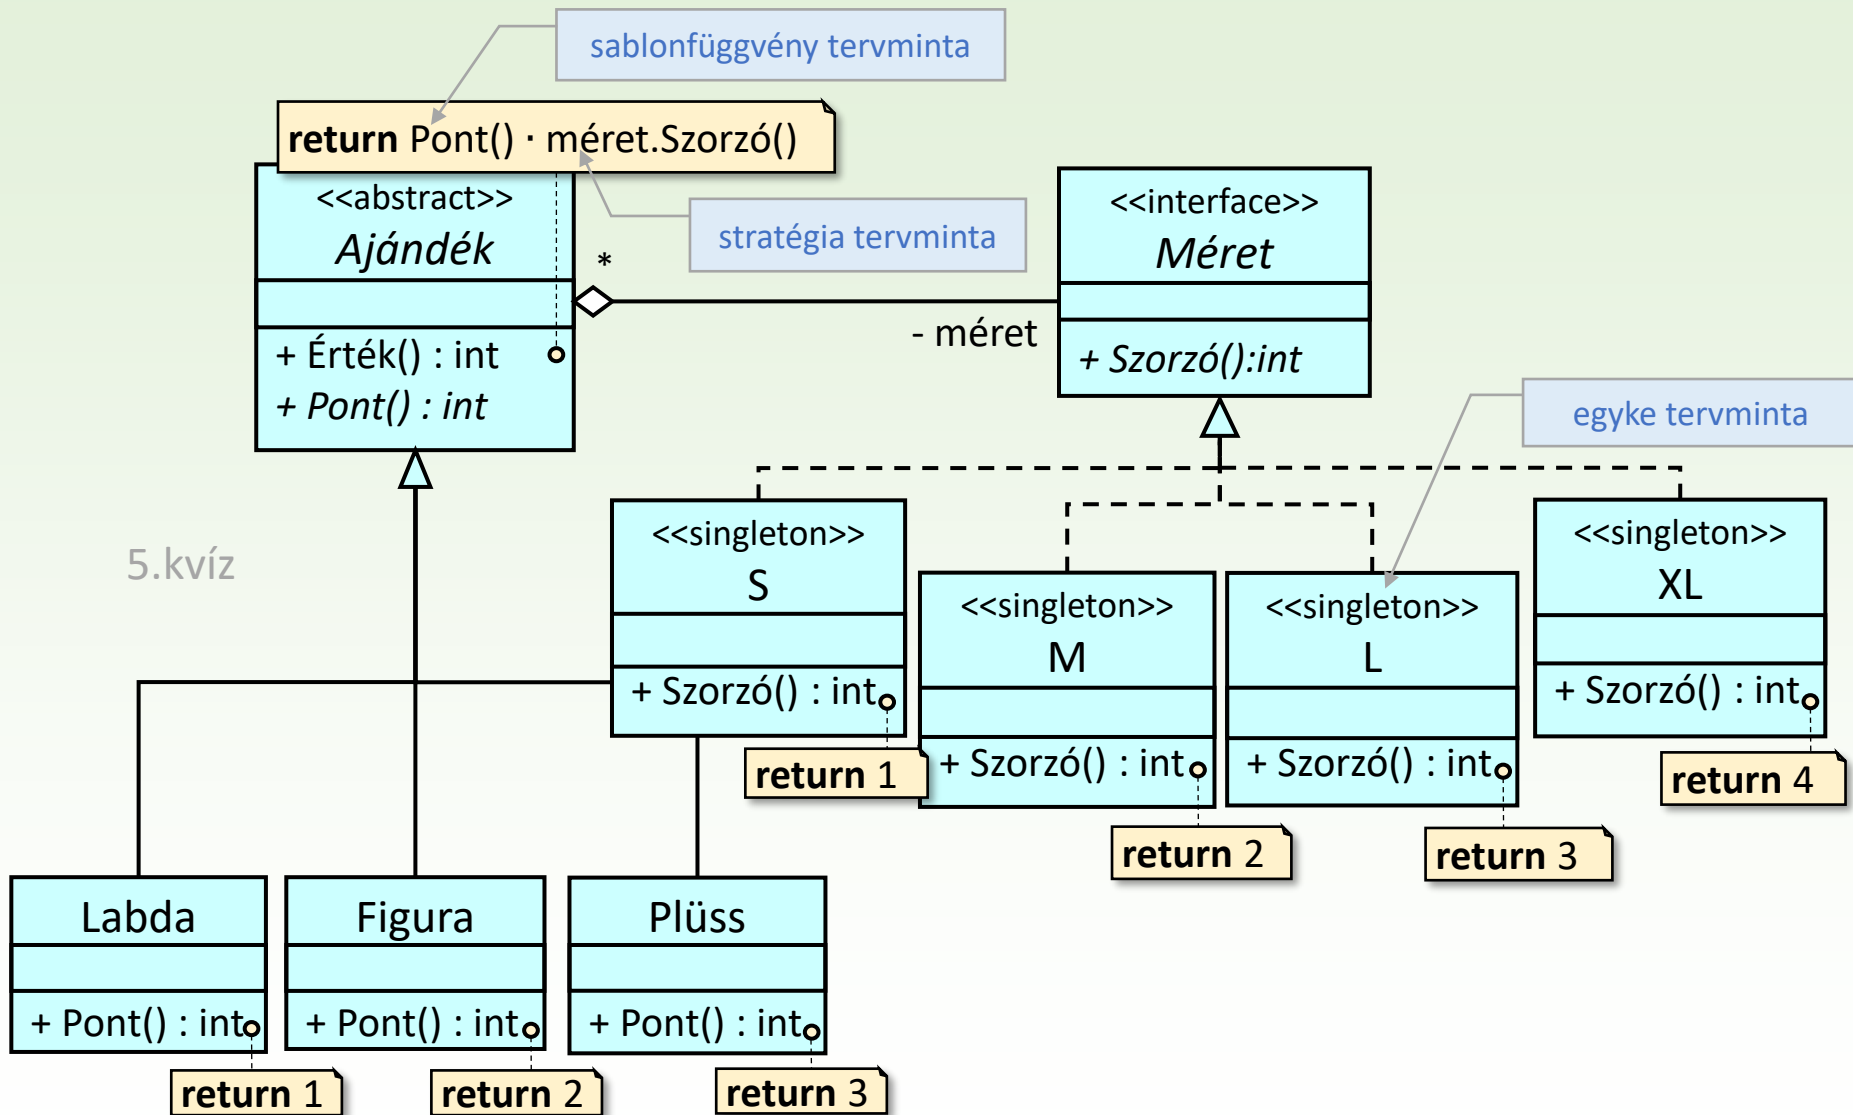 sablonfüggvény tervminta
return Pont() · méret.Szorzó()
<<abstract>>
Ajándék
+ Érték() : int
+ Pont() : int
stratégia tervminta
*
- méret
<<interface>>
Méret
+ Szorzó():int
egyke tervminta
5.kvíz
<<singleton>>
S
+ Szorzó() : int
return 1
<<singleton>>
M
+ Szorzó() : int
return 2
<<singleton>>
L
+ Szorzó() : int
return 3
<<singleton>>
XL
+ Szorzó() : int
return 4
Labda
+ Pont() : int
return 1
Figura
+ Pont() : int
return 2
Plüss
+ Pont() : int
return 3